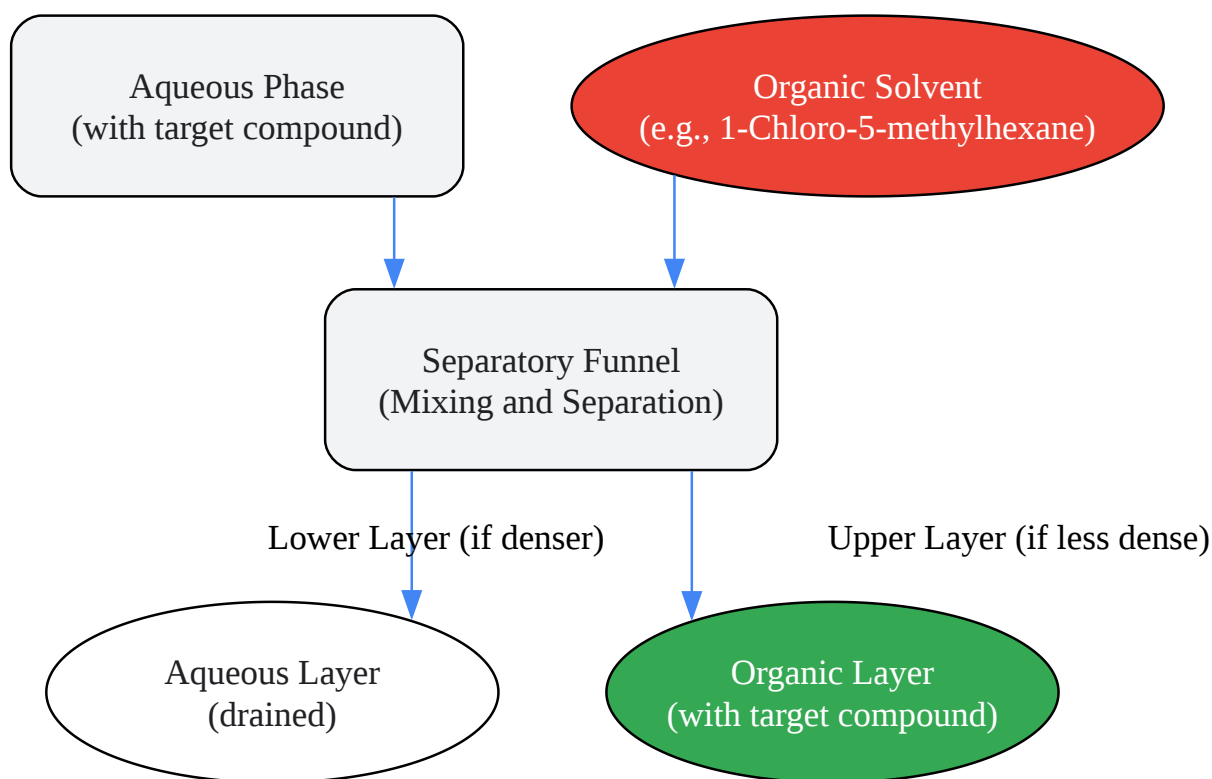 Aqueous Phase
(with target compound)
Organic Solvent
(e.g., 1-Chloro-5-methylhexane)
Separatory Funnel
(Mixing and Separation)
Lower Layer (if denser)
Upper Layer (if less dense)
Aqueous Layer
(drained)
Organic Layer
(with target compound)